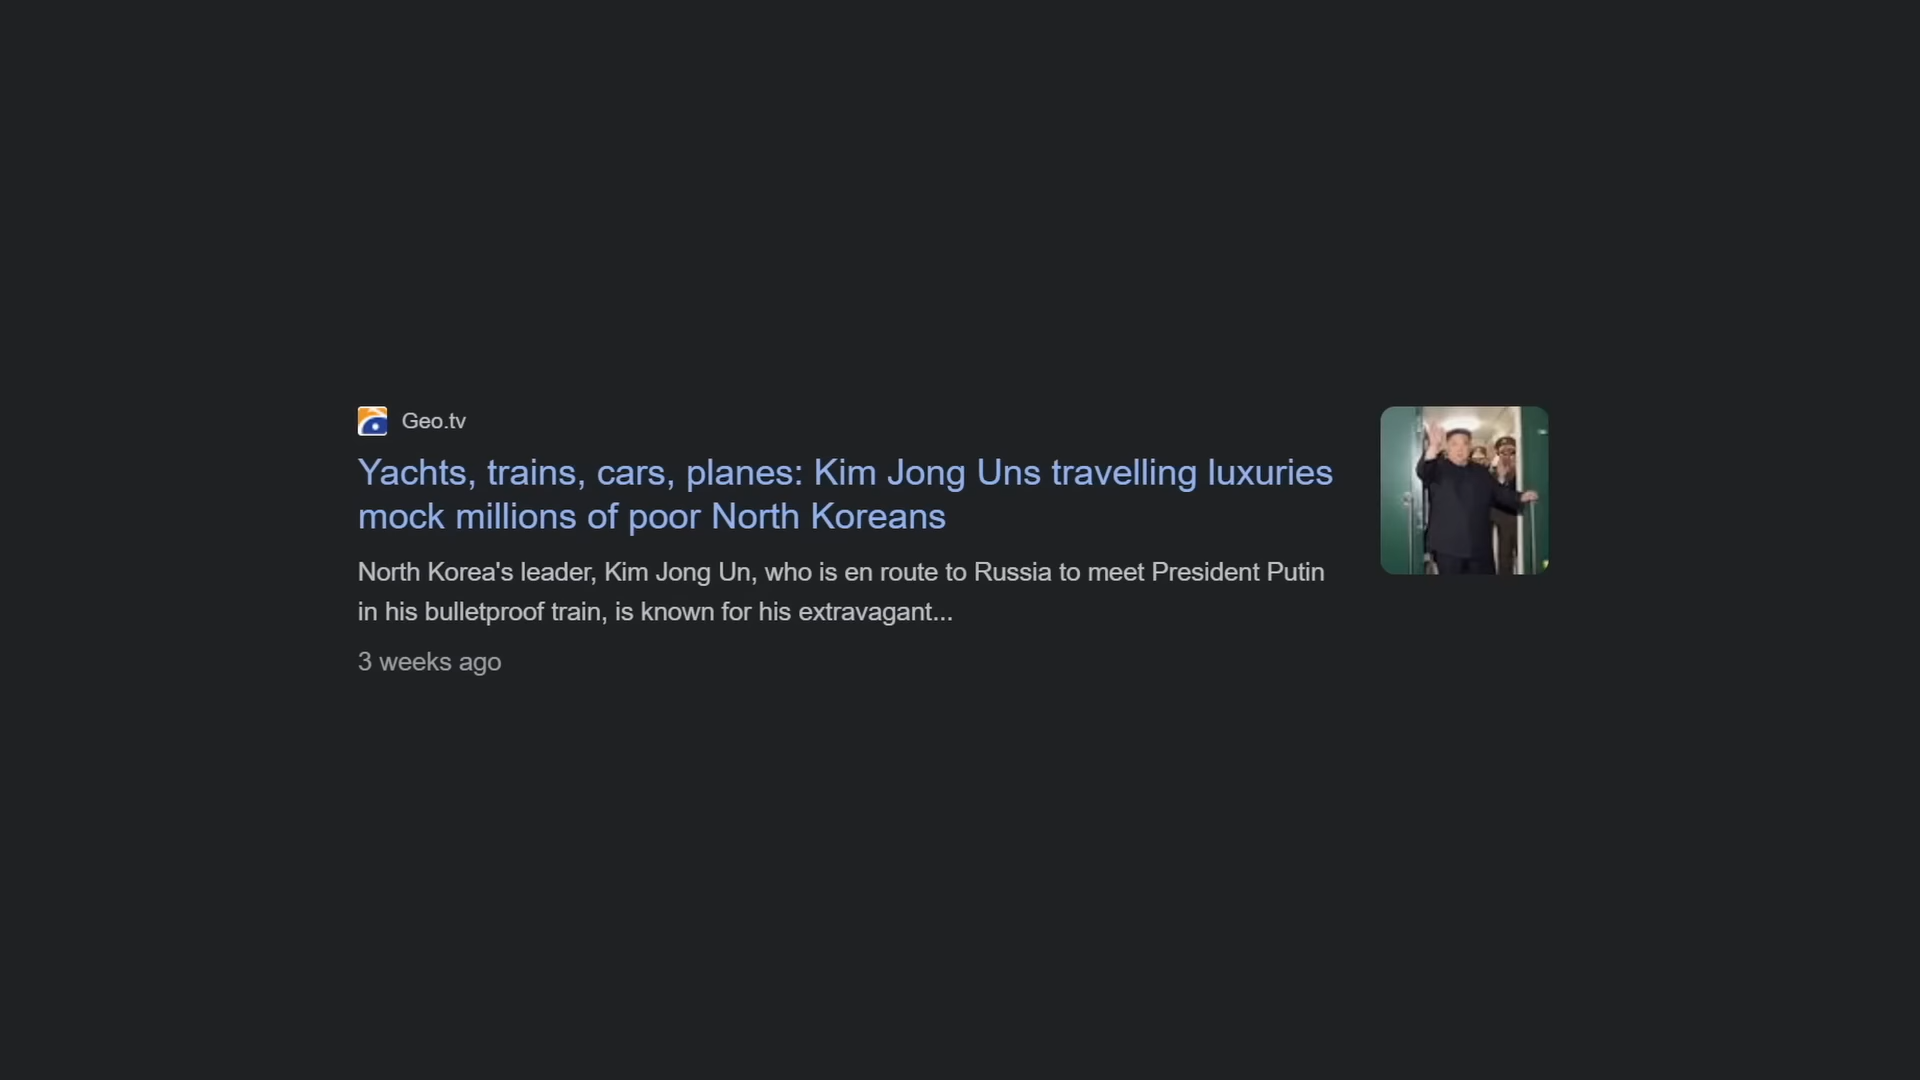 Geo.tv
Yachts, trains, cars, planes: Kim Jong Uns travelling luxuries
mock millions of poor North Koreans
North Korea's leader, Kim Jong Un, who is en route to Russia to meet President Putin
in his bulletproof train, is known for his extravagant...
3 weeks ago